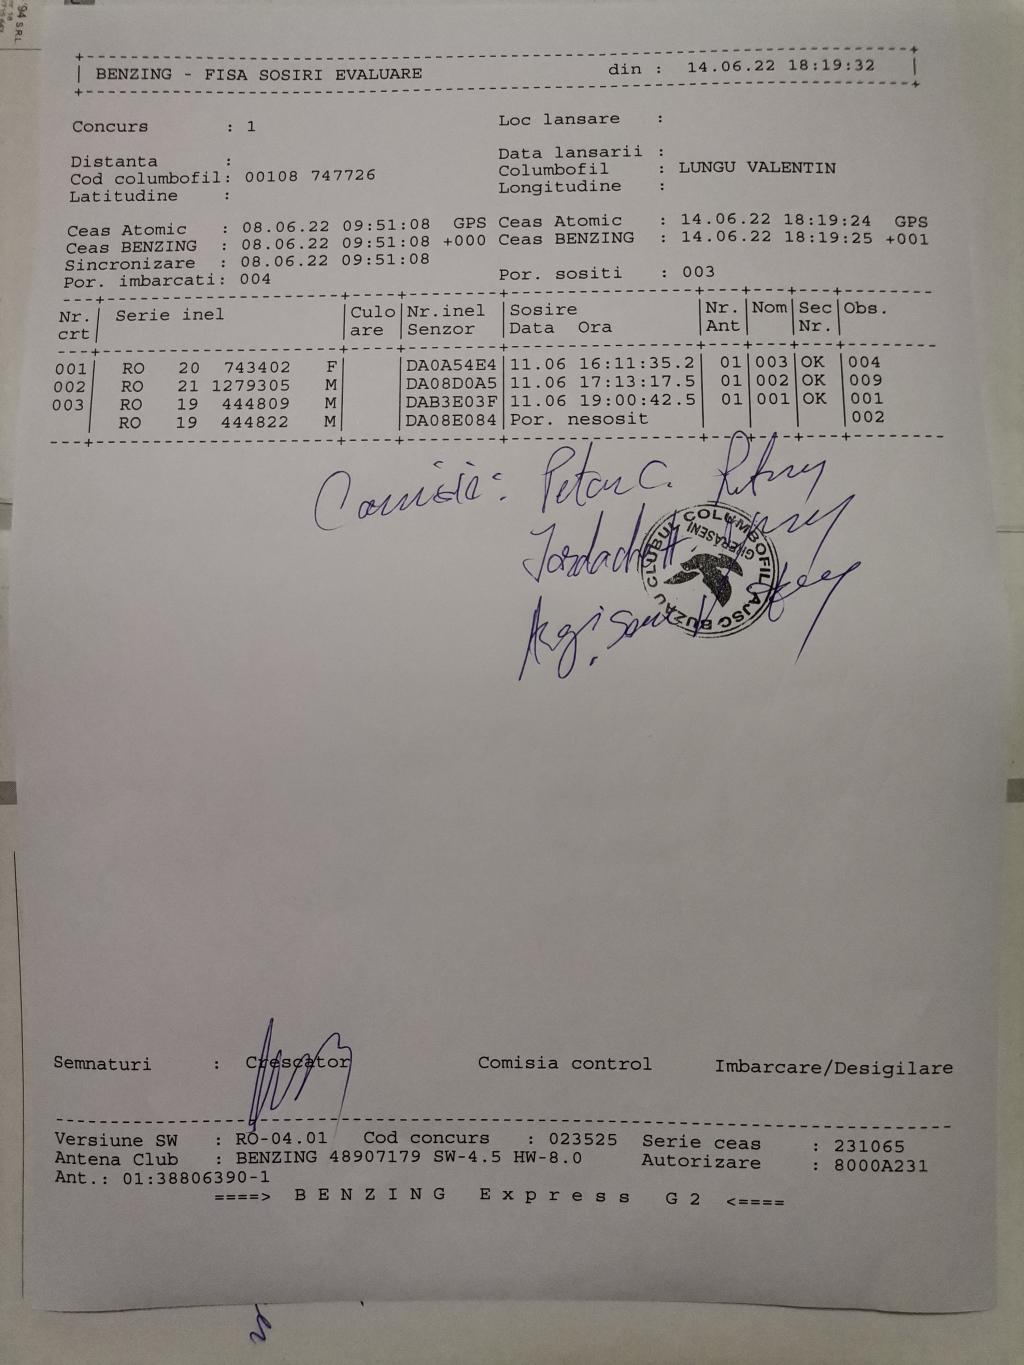 BENZING - FISA SOSIRI EVALUARE din : 14.06.22 18:19:32
Concurs : 1 Loc lansare :
Distanta : Data lansarii :
Cod columbofil: 00108 747726 Columbofil : LUNGU VALENTIN
Latitudine : Longitudine :
Ceas Atomic : 08.06.22 09:51:08 GPS Ceas Atomic : 14.06.22 18:19:24 GPS
Ceas BENZING : 08.06.22 09:51:08 +000 Ceas BENZING : 14.06.22 18:19:25 +001
Sincronizare : 08.06.22 09:51:08
Por. imbarcati: 004 Por. sositi : 003
Nr. Serie inel Culo Nr.inel Sosire Nr. Nom Sec Obs.
crt are Senzor Data Ora Ant Nr.
001 RO 20 743402 F DA0A54E4 11.06 16:11:35.2 01 003 OK 004
002 RO 21 1279305 M DA08D0A5 11.06 17:13:17.5 01 002 OK 009
003 RO 19 444809 M DAB3E03F 11.06 19:00:42.5 01 001 OK 001
RO 19 444822 M DA08E084 Por. nesosit 002
Comisie: Petcu C.
CLUBUL COLUMBOFIL AJSC BUZAU
GHERASENI
Semnaturi : Crescator Comisia control Imbarcare/Desigilare
Versiune SW : RO-04.01 Cod concurs : 023525 Serie ceas : 231065
Antena Club : BENZING 48907179 SW-4.5 HW-8.0 Autorizare : 8000A231
Ant.: 01:38806390-1
====> B E N Z I N G E x p r e s s G 2 <====